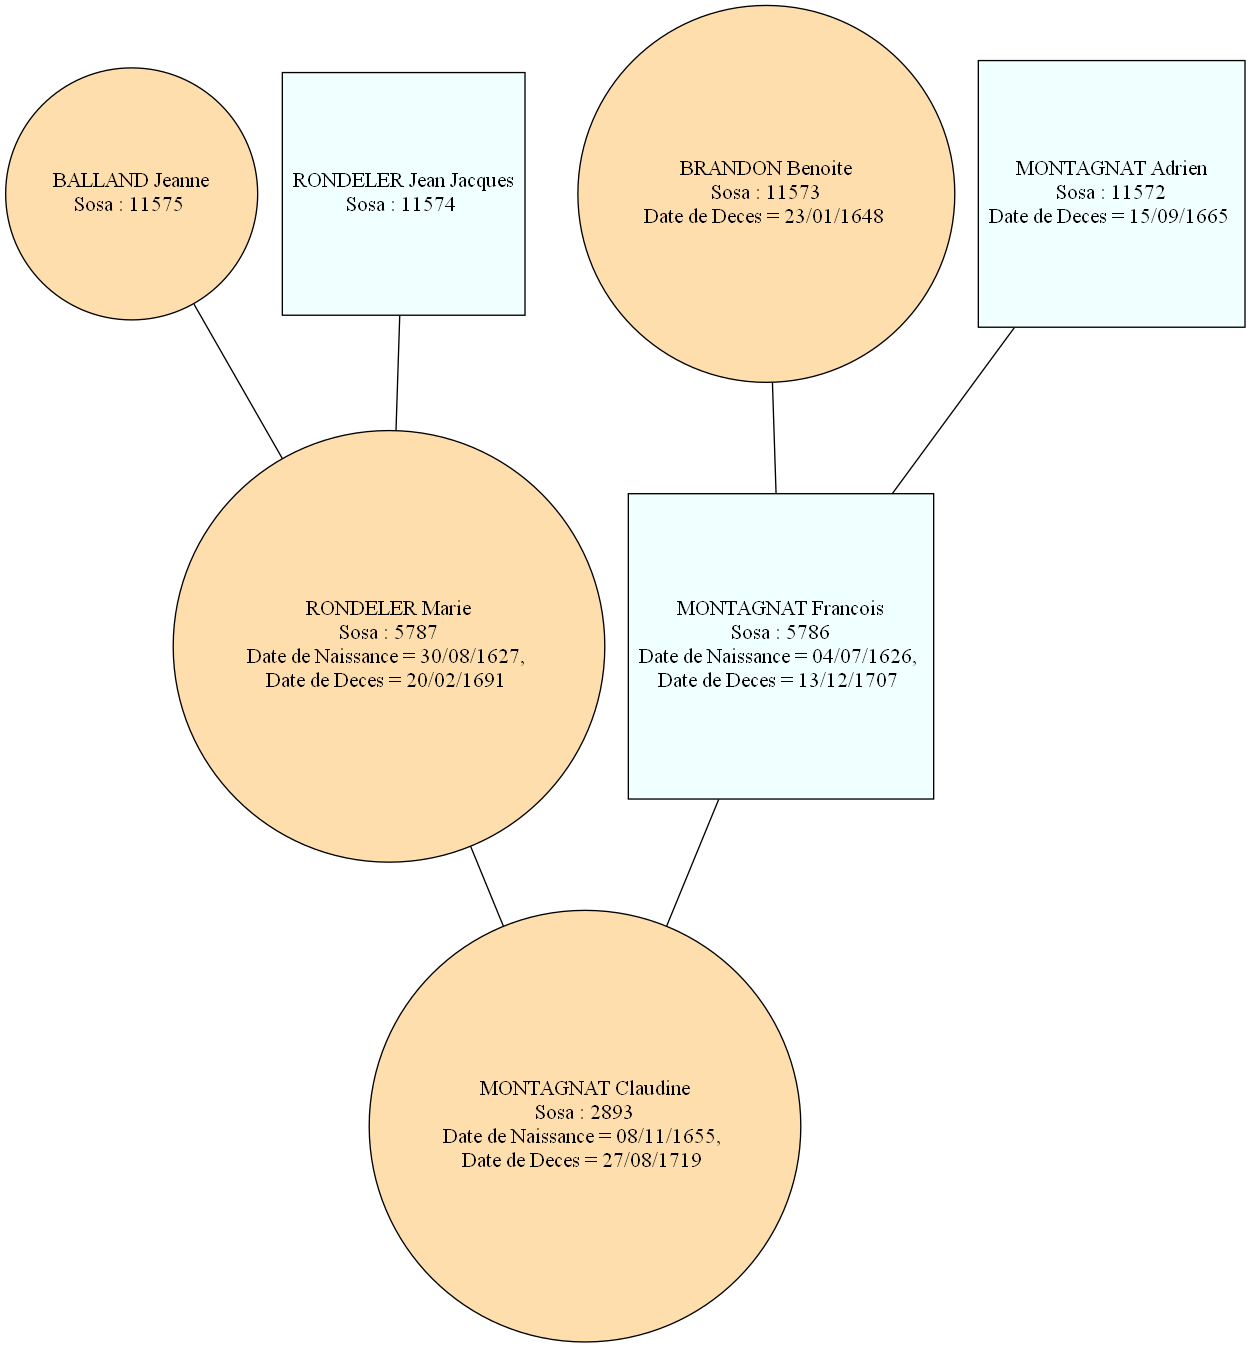 BALLAND Jeanne
Sosa : 11575
RONDELER Jean Jacques
Sosa : 11574
BRANDON Benoite
Sosa : 11573
Date de Deces = 23/01/1648
MONTAGNAT Adrien
Sosa : 11572
Date de Deces = 15/09/1665
RONDELER Marie
Sosa : 5787
Date de Naissance = 30/08/1627,
Date de Deces = 20/02/1691
MONTAGNAT Francois
Sosa : 5786
Date de Naissance = 04/07/1626,
Date de Deces = 13/12/1707
MONTAGNAT Claudine
Sosa : 2893
Date de Naissance = 08/11/1655,
Date de Deces = 27/08/1719